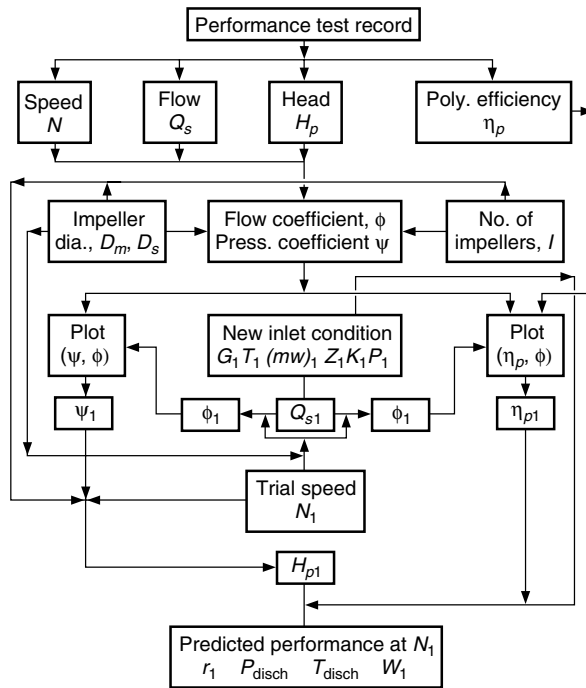 Performance test record
Speed
N
Flow
Qₛ
Head
Hₚ
Poly. efficiency
ηₚ
Impeller
dia., Dₘ, Dₛ
Flow coefficient, ϕ
Press. coefficient ψ
No. of
impellers, I
Plot
(ψ, ϕ)
New inlet condition
G₁T₁ (mw)₁ Z₁K₁P₁
Plot
(ηₚ, ϕ)
ψ₁
ϕ₁
Qₛ₁
ϕ₁
ηₚ₁
Trial speed
N₁
Hₚ₁
Predicted performance at N₁
r₁ P_disch T_disch W₁